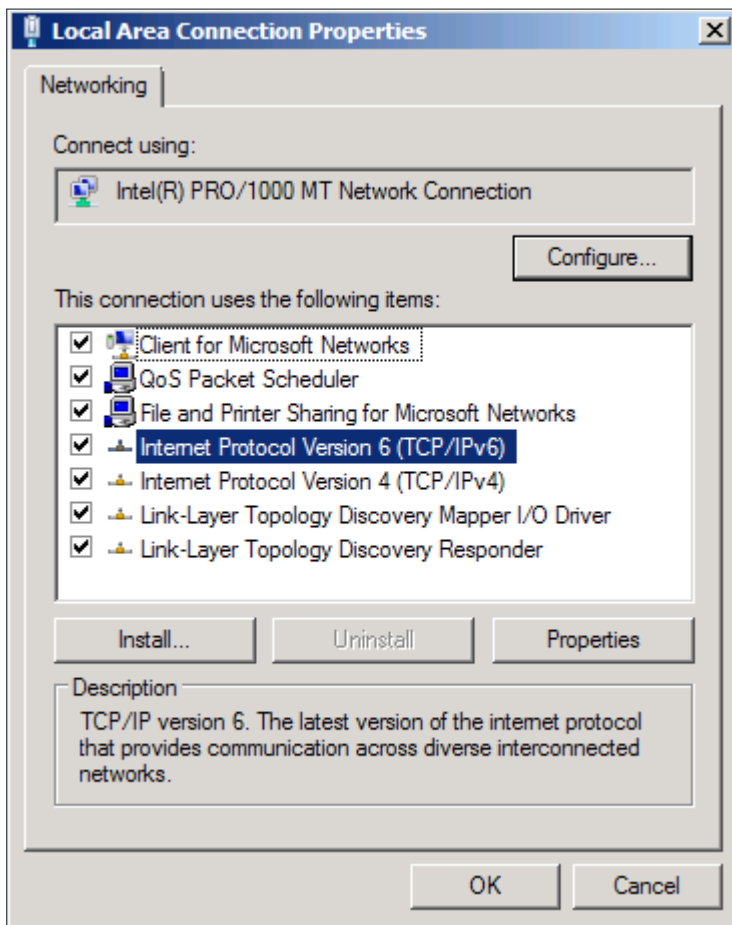 Local Area Connection Properties
Networking
Connect using:
Intel(R) PRO/1000 MT Network Connection
Configure...
This connection uses the following items:
Client for Microsoft Networks
QoS Packet Scheduler
File and Printer Sharing for Microsoft Networks
Internet Protocol Version 6 (TCP/IPv6)
Internet Protocol Version 4 (TCP/IPv4)
Link-Layer Topology Discovery Mapper I/O Driver
Link-Layer Topology Discovery Responder
Install...
Uninstall
Properties
Description
TCP/IP version 6. The latest version of the internet protocol
that provides communication across diverse interconnected
networks.
OK
Cancel